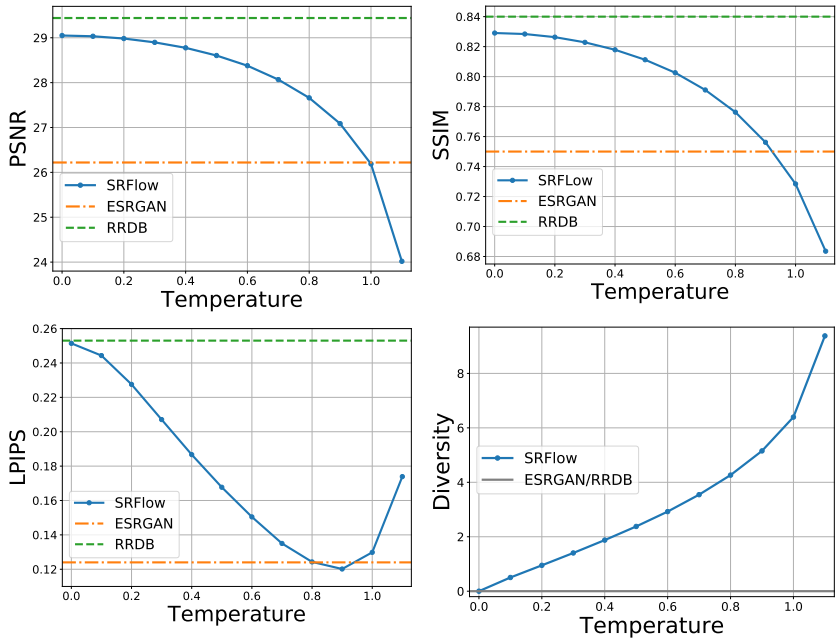 PSNR
29
28
27
26
25
24
SRFlow
ESRGAN
RRDB
0.0 0.2 0.4 0.6 0.8 1.0
Temperature
SSIM
0.84
0.82
0.80
0.78
0.76
0.74
0.72
0.70
0.68
SRFLow
ESRGAN
RRDB
0.0 0.2 0.4 0.6 0.8 1.0
Temperature
LPIPS
0.26
0.24
0.22
0.20
0.18
0.16
0.14
0.12
SRFlow
ESRGAN
RRDB
0.0 0.2 0.4 0.6 0.8 1.0
Temperature
Diversity
8
6
4
2
0
SRFlow
ESRGAN/RRDB
0.0 0.2 0.4 0.6 0.8 1.0
Temperature